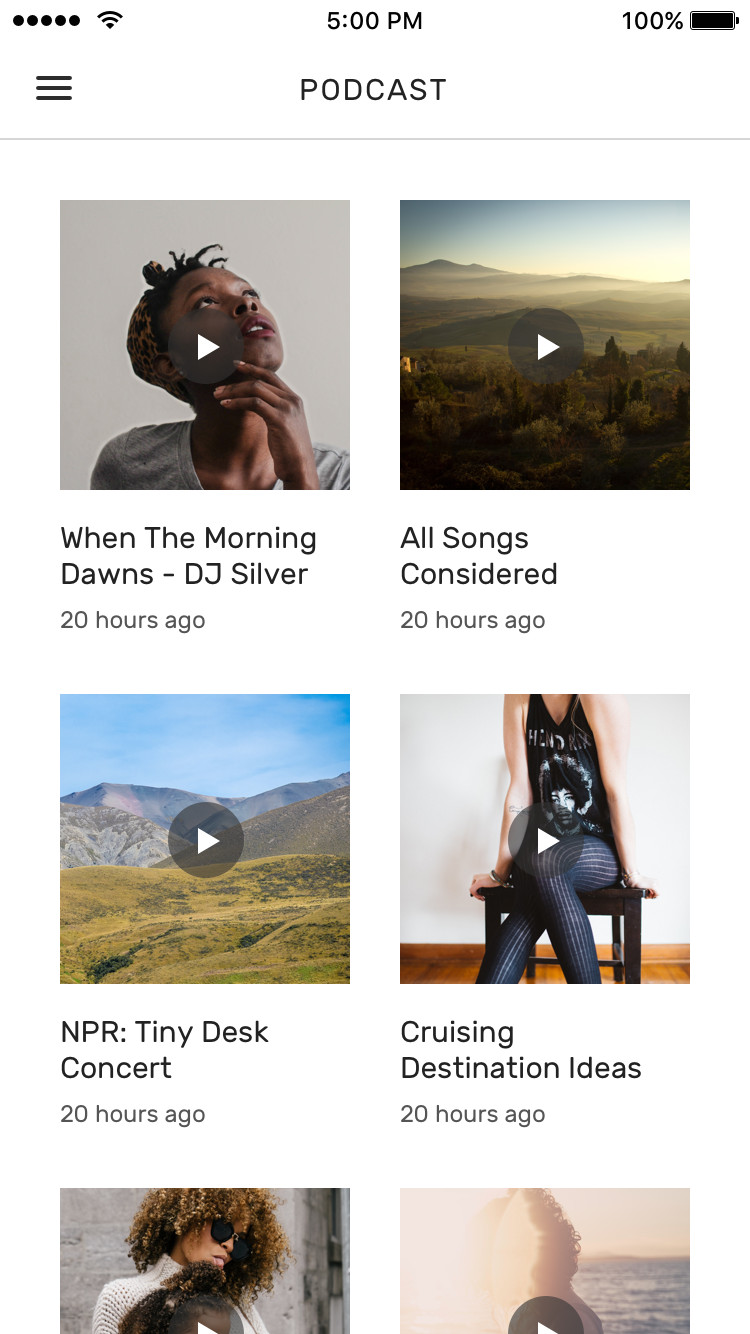 5:00 PM
100%
PODCAST
When The Morning
Dawns - DJ Silver
20 hours ago
All Songs
Considered
20 hours ago
HENDRIX
NPR: Tiny Desk
Concert
20 hours ago
Cruising
Destination Ideas
20 hours ago